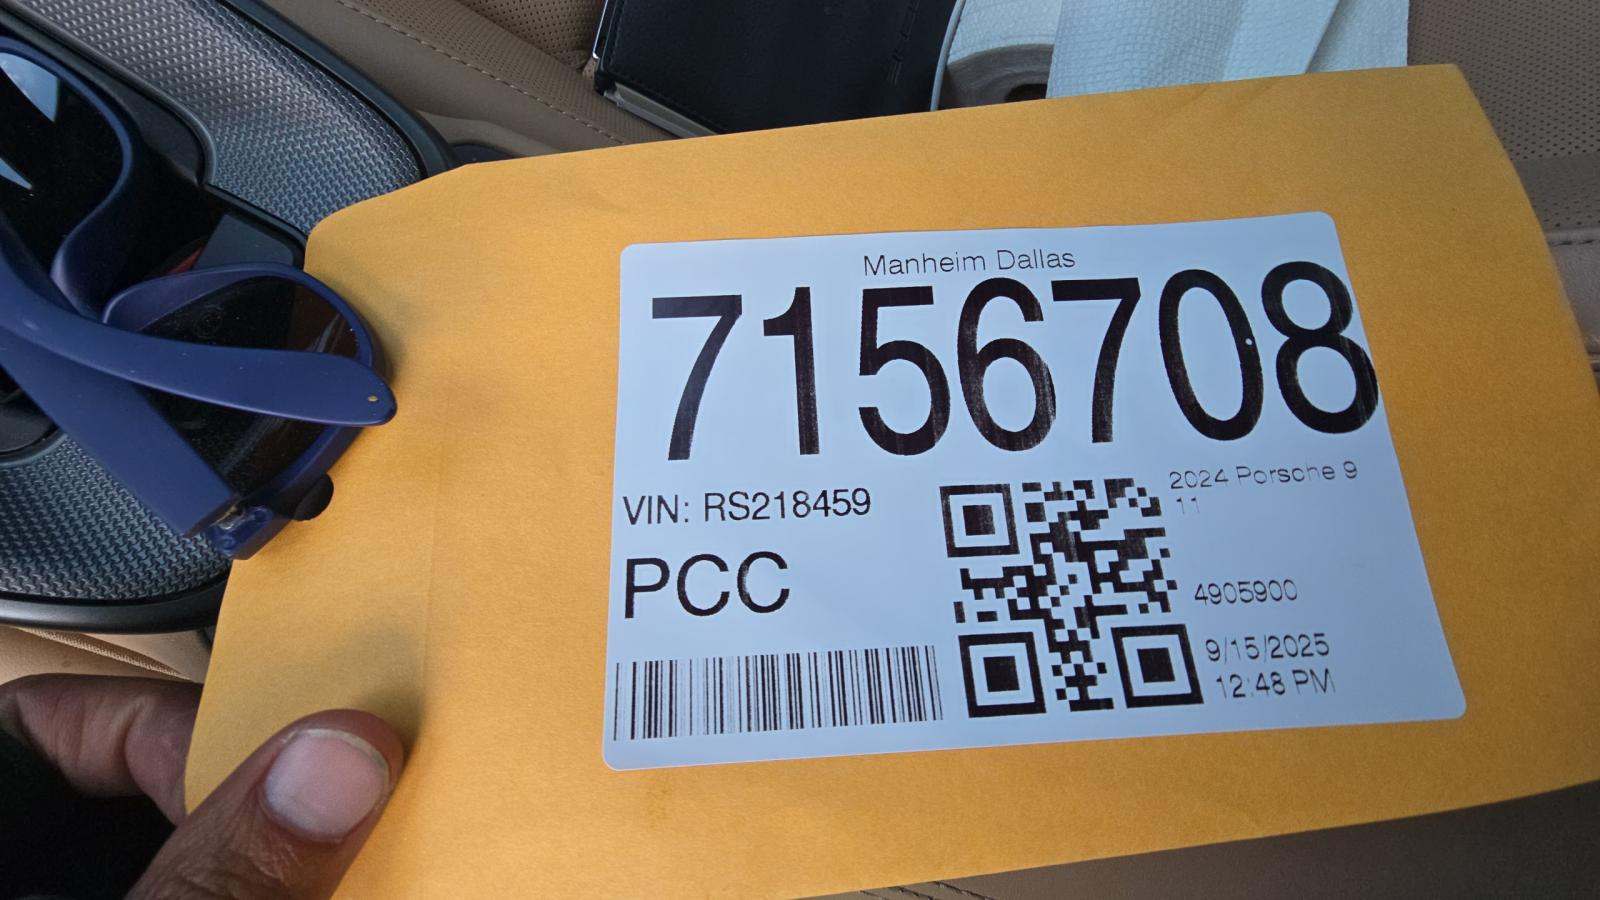 Manheim Dallas
7156708
VIN: RS218459
PCC
2024 Porsche 9
11
4905900
9/15/2025
12:48 PM